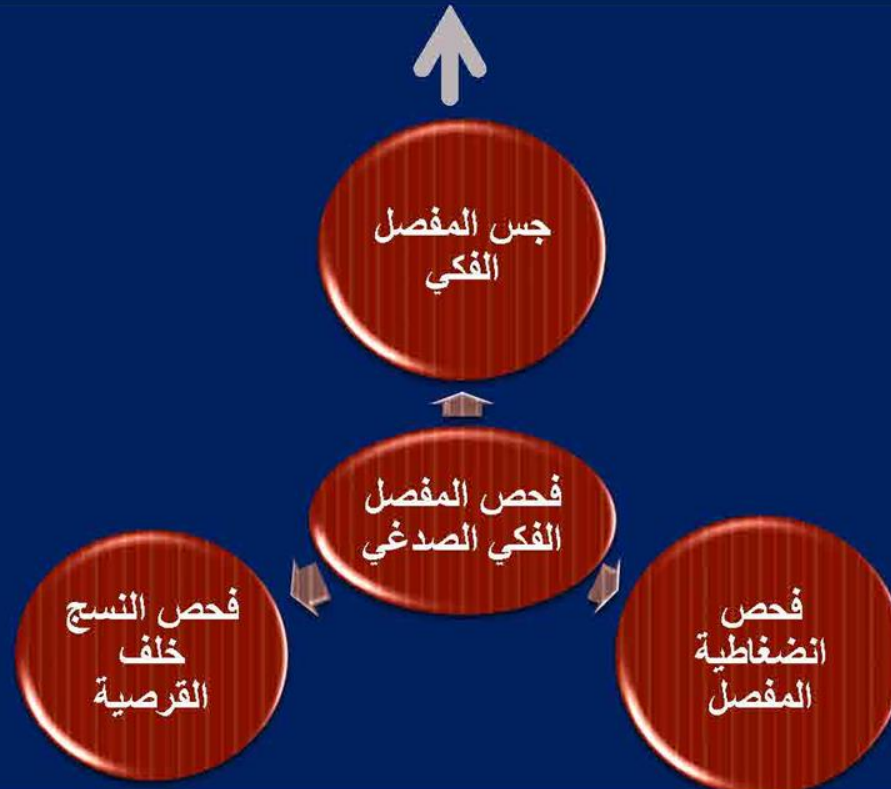 جس المفصل
الفكي
فحص المفصل
الفكي الصدغي
فحص
انضغاطية
المفصل
فحص النسج
خلف
القرصية